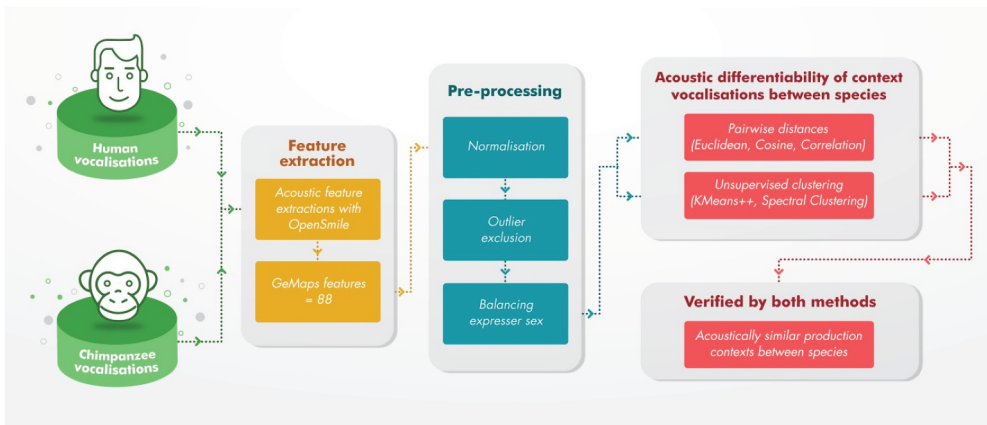 Human
vocalisations
Chimpanzee
vocalisations
Feature
extraction
Acoustic feature
extractions with
OpenSmile
GeMaps features
= 88
Pre-processing
Normalisation
Outlier
exclusion
Balancing
expresser sex
Acoustic differentiability of context
vocalisations between species
Pairwise distances
(Euclidean, Cosine, Correlation)
Unsupervised clustering
(KMeans++, Spectral Clustering)
Verified by both methods
Acoustically similar production
contexts between species